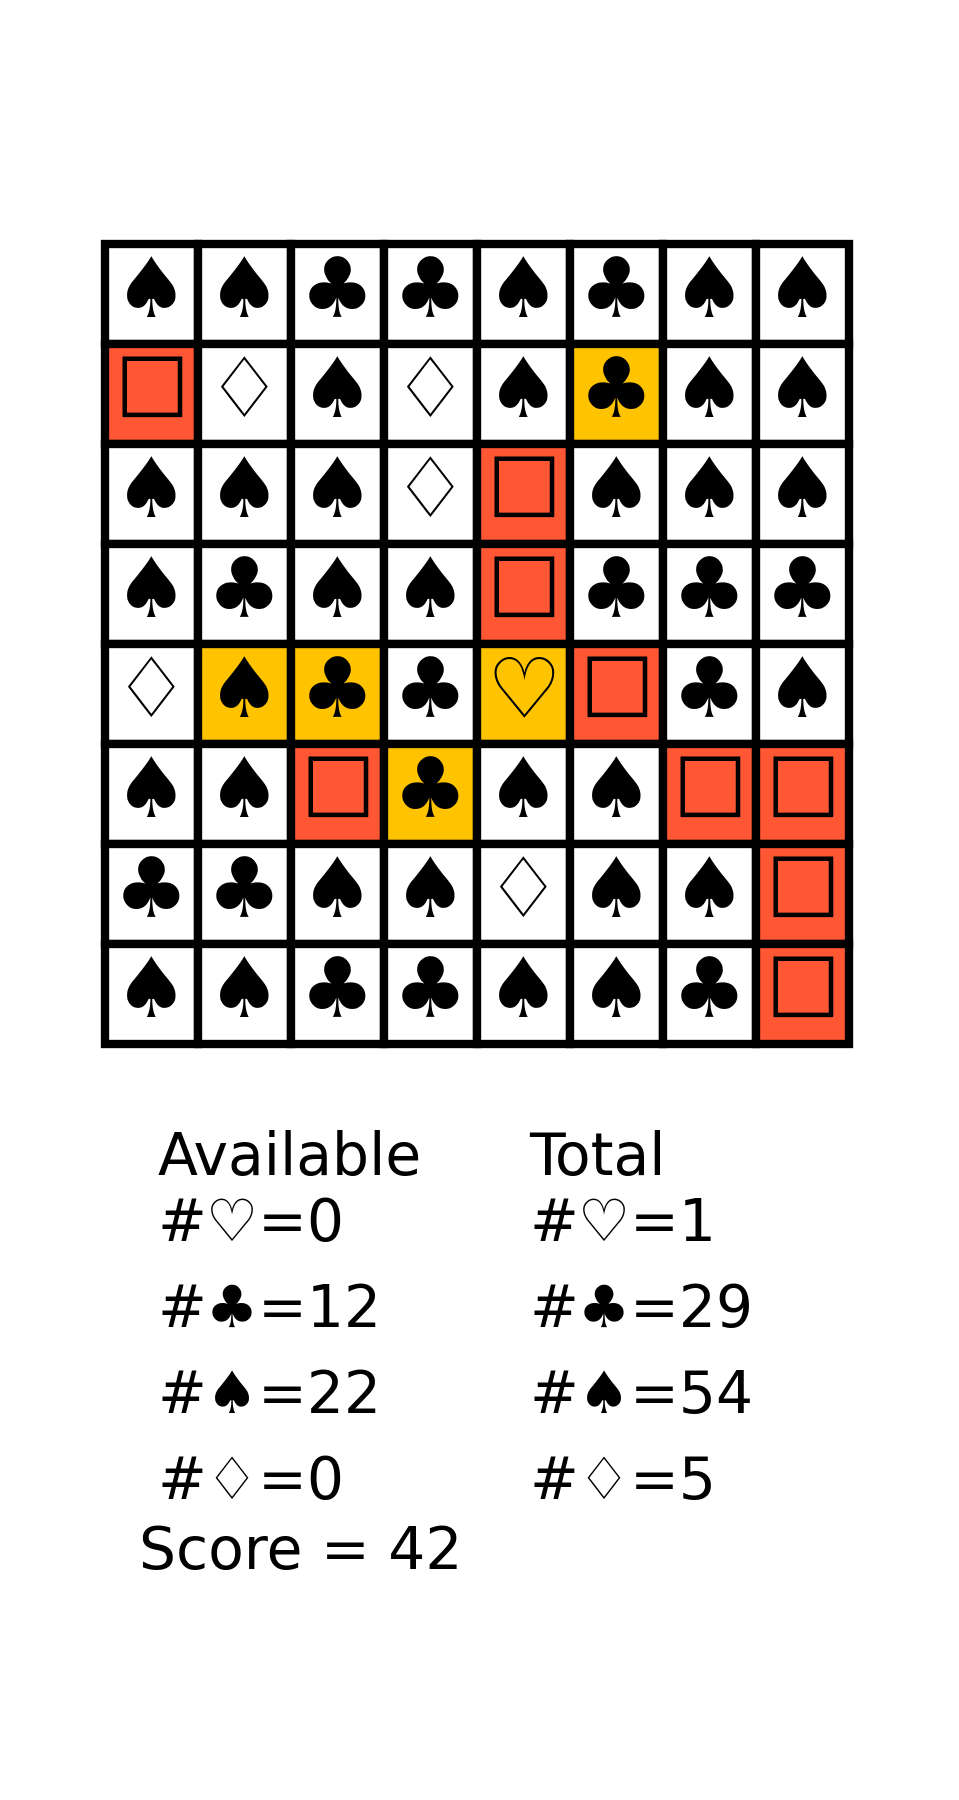 ♠ ♠ ♣ ♣ ♠ ♣ ♠ ♠
□ ♢ ♠ ♢ ♠ ♣ ♠ ♠
♠ ♠ ♠ ♢ □ ♠ ♠ ♠
♠ ♣ ♠ ♠ □ ♣ ♣ ♣
♢ ♠ ♣ ♣ ♡ □ ♣ ♠
♠ ♠ □ ♣ ♠ ♠ □ □
♣ ♣ ♠ ♠ ♢ ♠ ♠ □
♠ ♠ ♣ ♣ ♠ ♠ ♣ □
Available Total
#♡=0 #♡=1
#♣=12 #♣=29
#♠=22 #♠=54
#♢=0 #♢=5
Score = 42